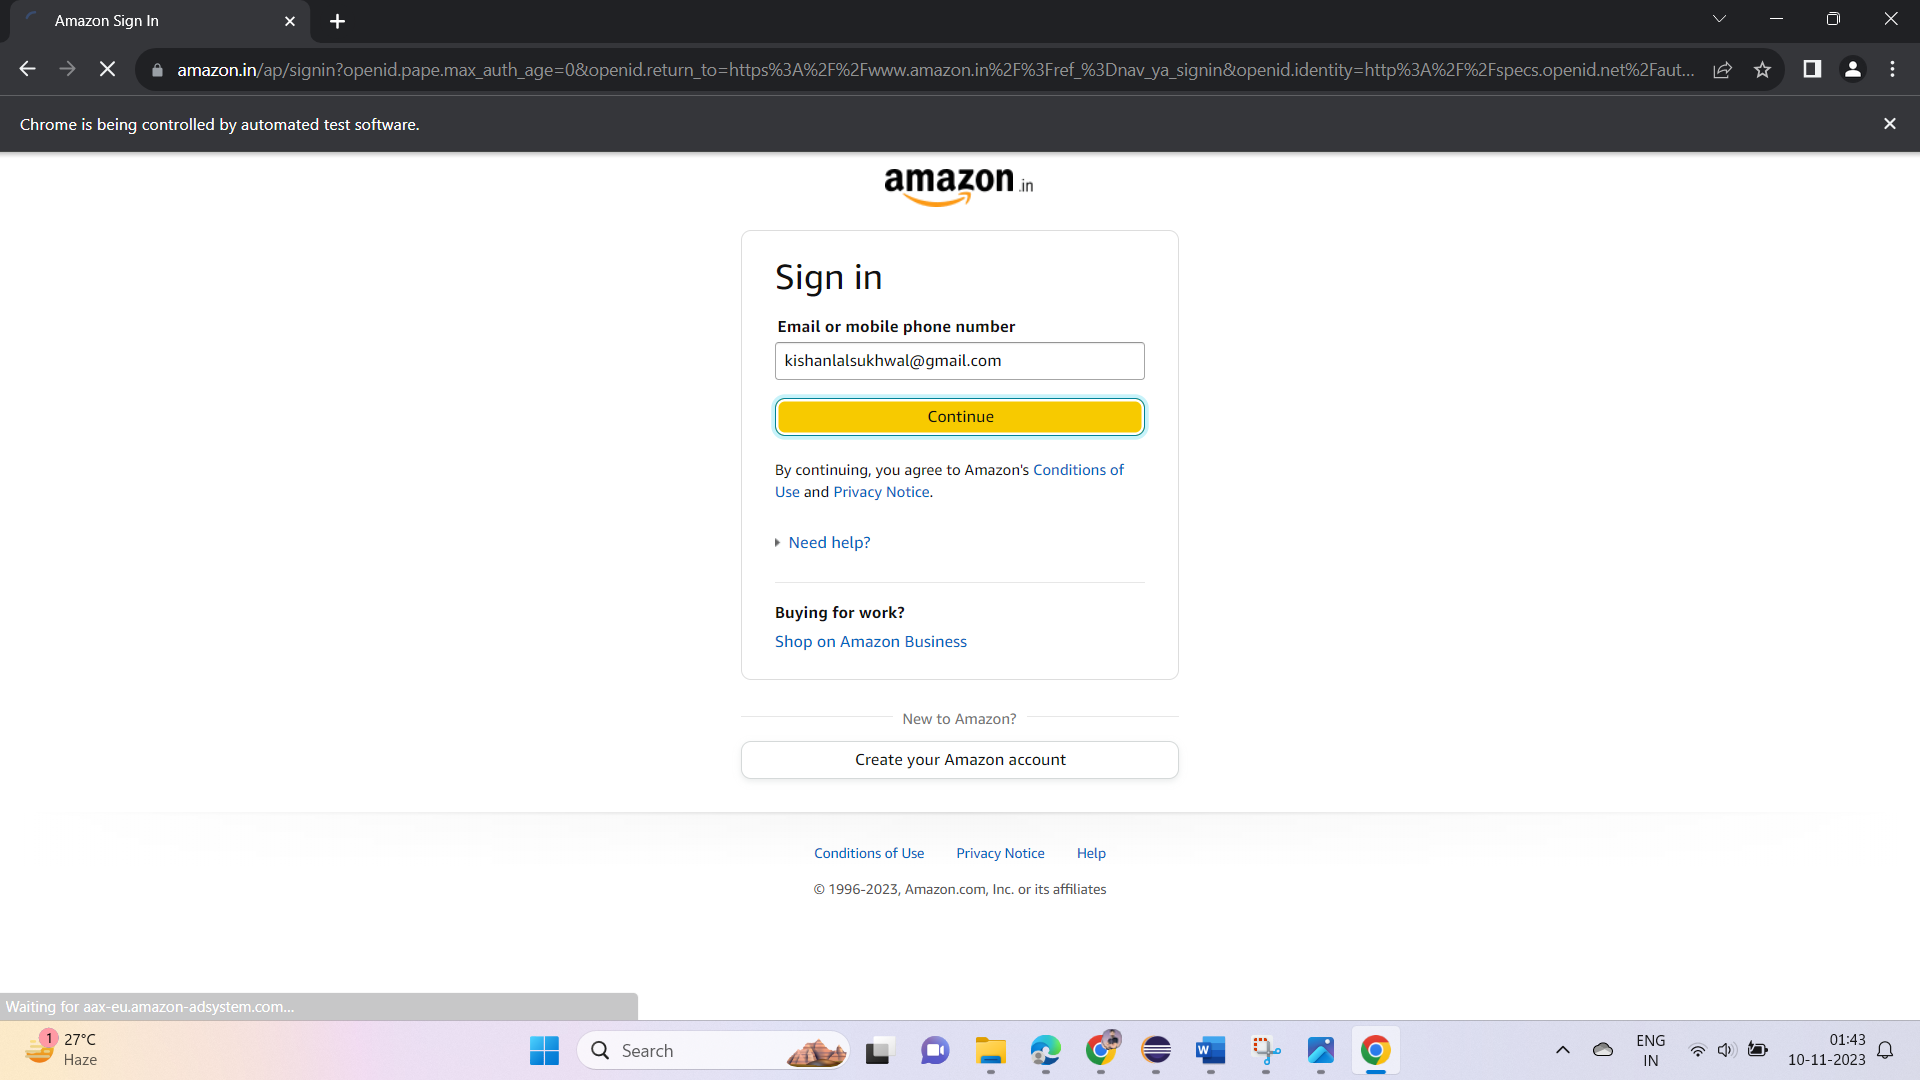 Amazon Sign In
amazon.in/ap/signin?openid.pape.max_auth_age=0&openid.return_to=https%3A%2F%2Fwww.amazon.in%2F%3Fref_%3Dnav_ya_signin&openid.identity=http%3A%2F%2Fspecs.openid.net%2Faut...
Chrome is being controlled by automated test software.
amazon.in
Sign in
Email or mobile phone number
kishanlalsukhwal@gmail.com
Continue
By continuing, you agree to Amazon's Conditions of
Use and Privacy Notice.
Need help?
Buying for work?
Shop on Amazon Business
New to Amazon?
Create your Amazon account
Conditions of Use Privacy Notice Help
© 1996-2023, Amazon.com, Inc. or its affiliates
Waiting for aax-eu.amazon-adsystem.com...
1 27°C
Haze
Search
W
ENG
IN
01:43
10-11-2023